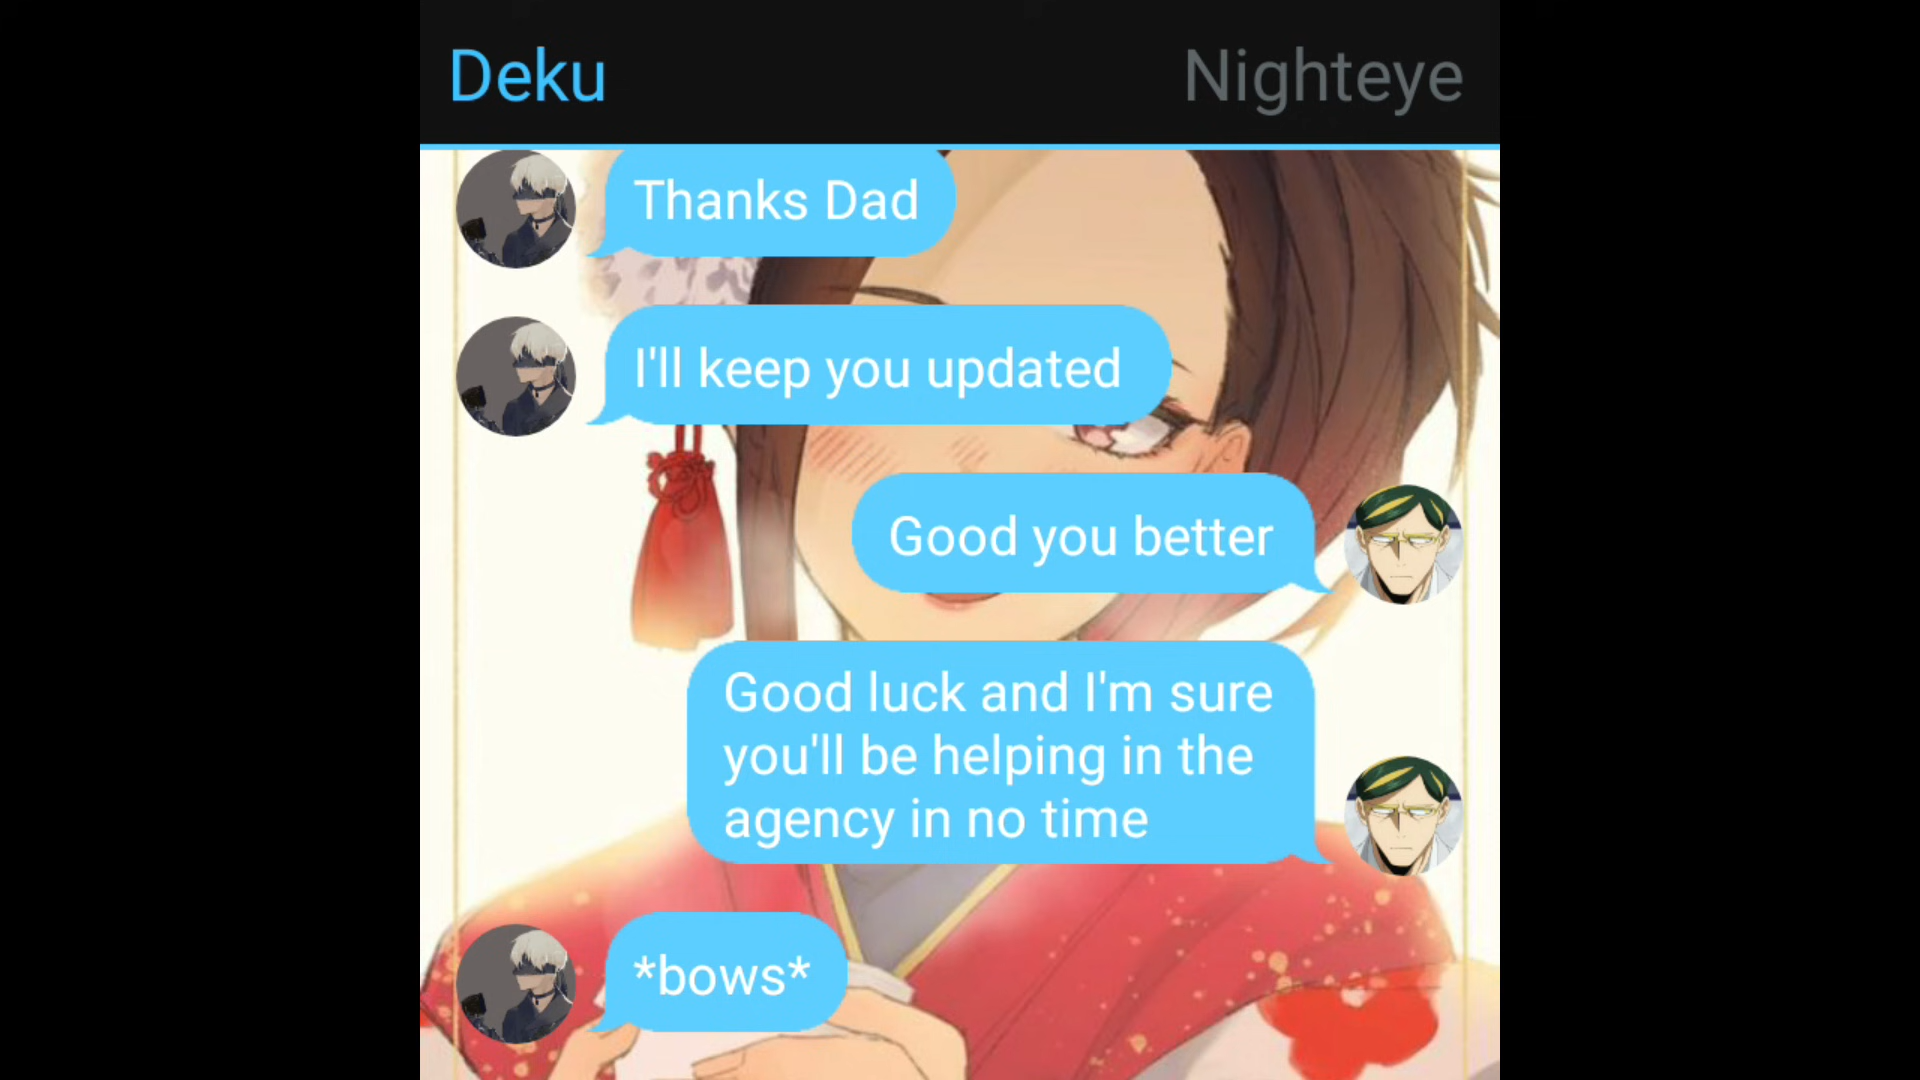 Deku
Nighteye
Thanks Dad
I'll keep you updated
Good you better
Good luck and I'm sure
you'll be helping in the
agency in no time
*bows*